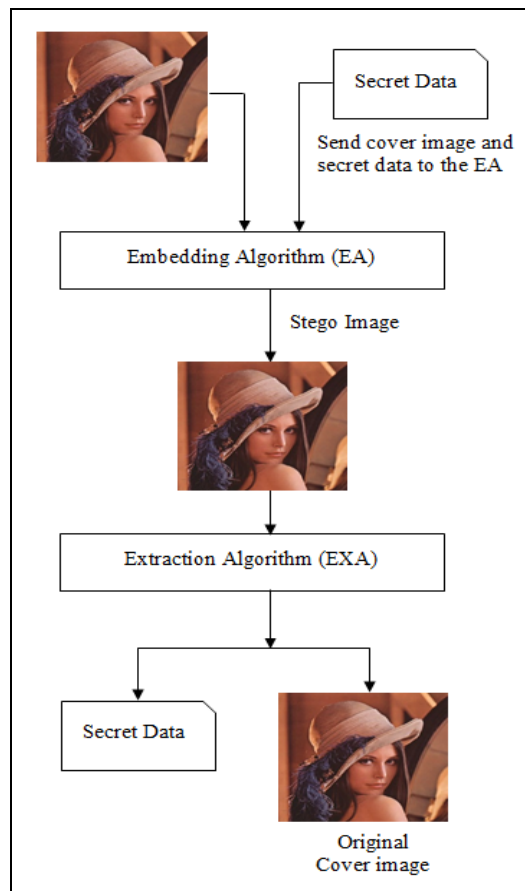 Secret Data
Send cover image and
secret data to the EA
Embedding Algorithm (EA)
Stego Image
Extraction Algorithm (EXA)
Secret Data
Original
Cover image